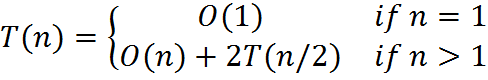 T(n) = { O(1) if n = 1
O(n) + 2T(n/2) if n > 1